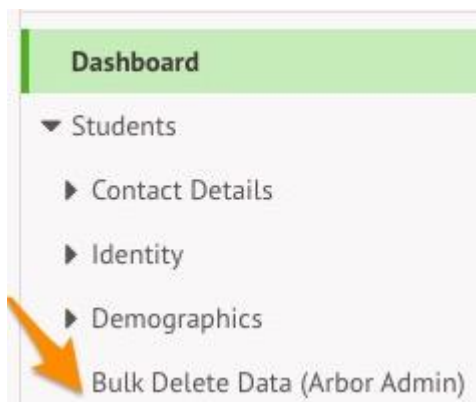 Dashboard
Students
Contact Details
Identity
Demographics
Bulk Delete Data (Arbor Admin)